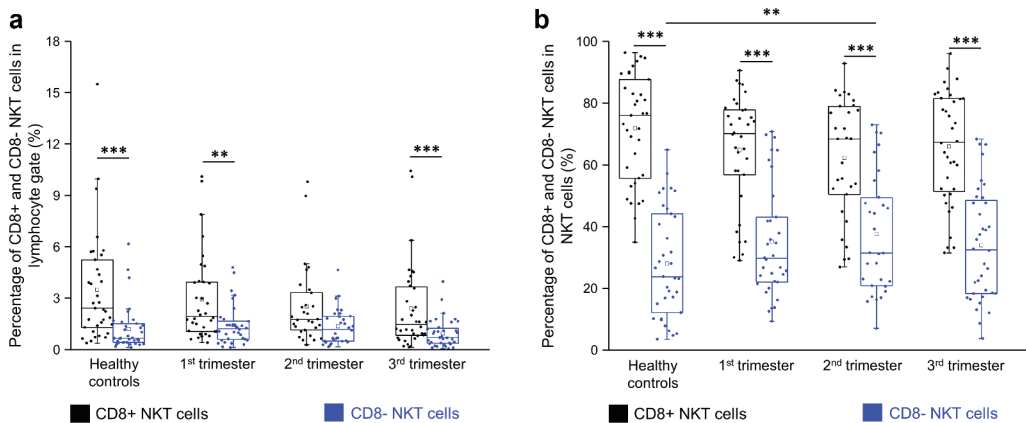 a
Percentage of CD8+ and CD8- NKT cells in
lymphocyte gate (%)
18
15
12
9
6
3
0
***
**
***
Healthy
controls
1st trimester
2nd trimester
3rd trimester
CD8+ NKT cells
CD8- NKT cells
b
Percentage of CD8+ and CD8- NKT cells in
NKT cells (%)
100
80
60
40
20
0
**
***
***
***
***
Healthy
controls
1st trimester
2nd trimester
3rd trimester
CD8+ NKT cells
CD8- NKT cells